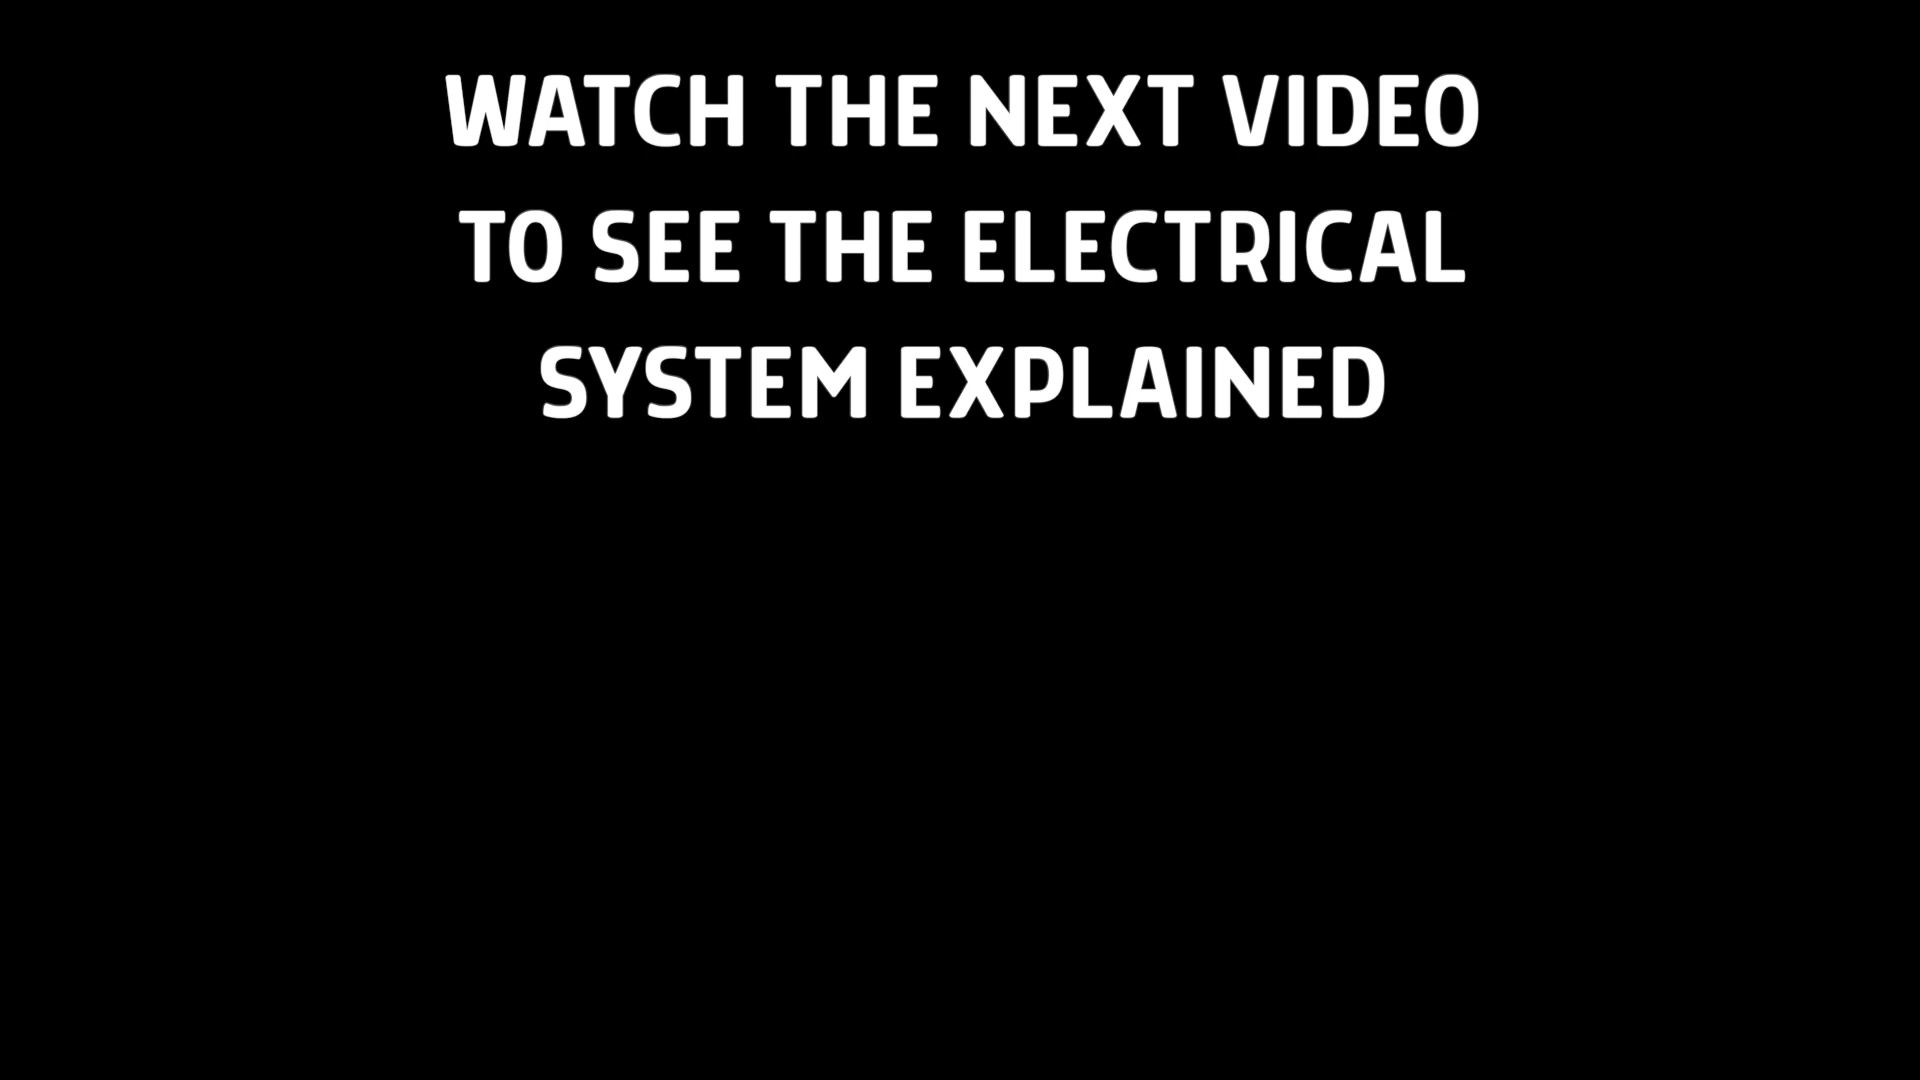 WATCH THE NEXT VIDEO
TO SEE THE ELECTRICAL
SYSTEM EXPLAINED